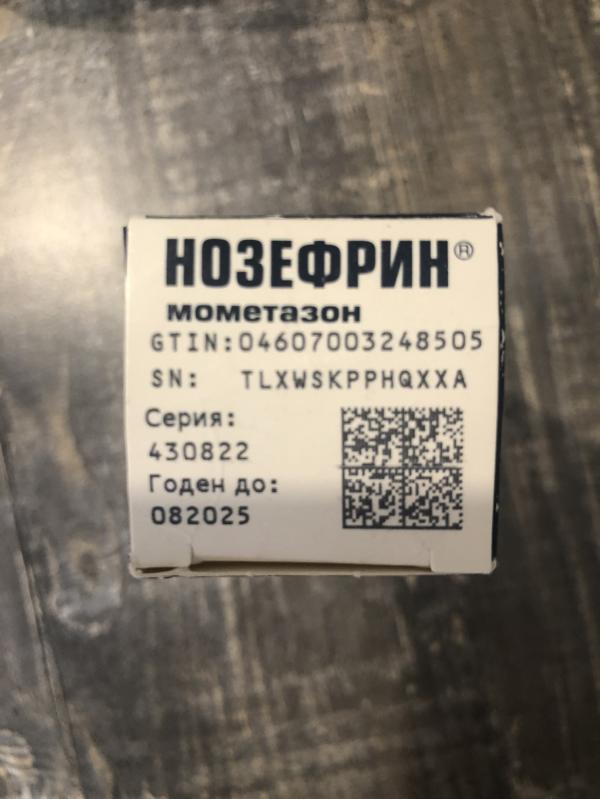 НОЗЕФРИН®
мометазон
GTIN:04607003248505
SN: TLXWSKPPHQXXA
Серия:
430822
Годен до:
082025